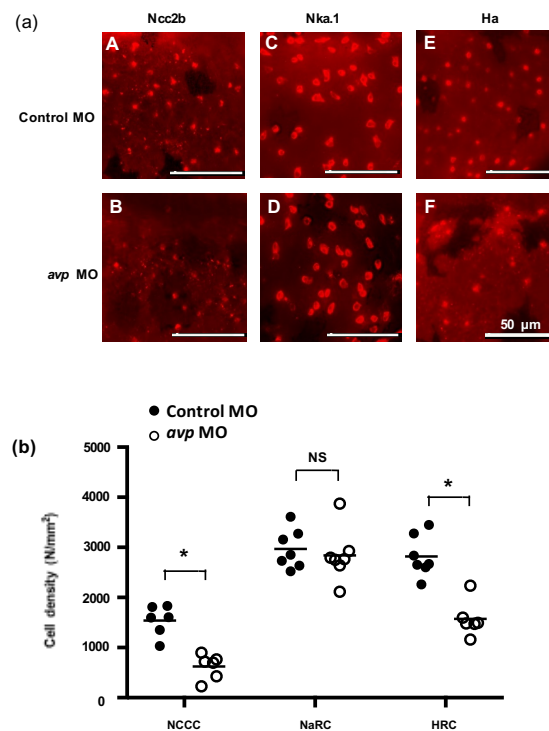 (a)
Ncc2b Nka.1 Ha
A C E
Control MO
B D F
avp MO
50 µm
(b)
Control MO
avp MO
5000
4000
3000
2000
1000
0
Cell density (N/mm²)
* NS *
NCCC NaRC HRC